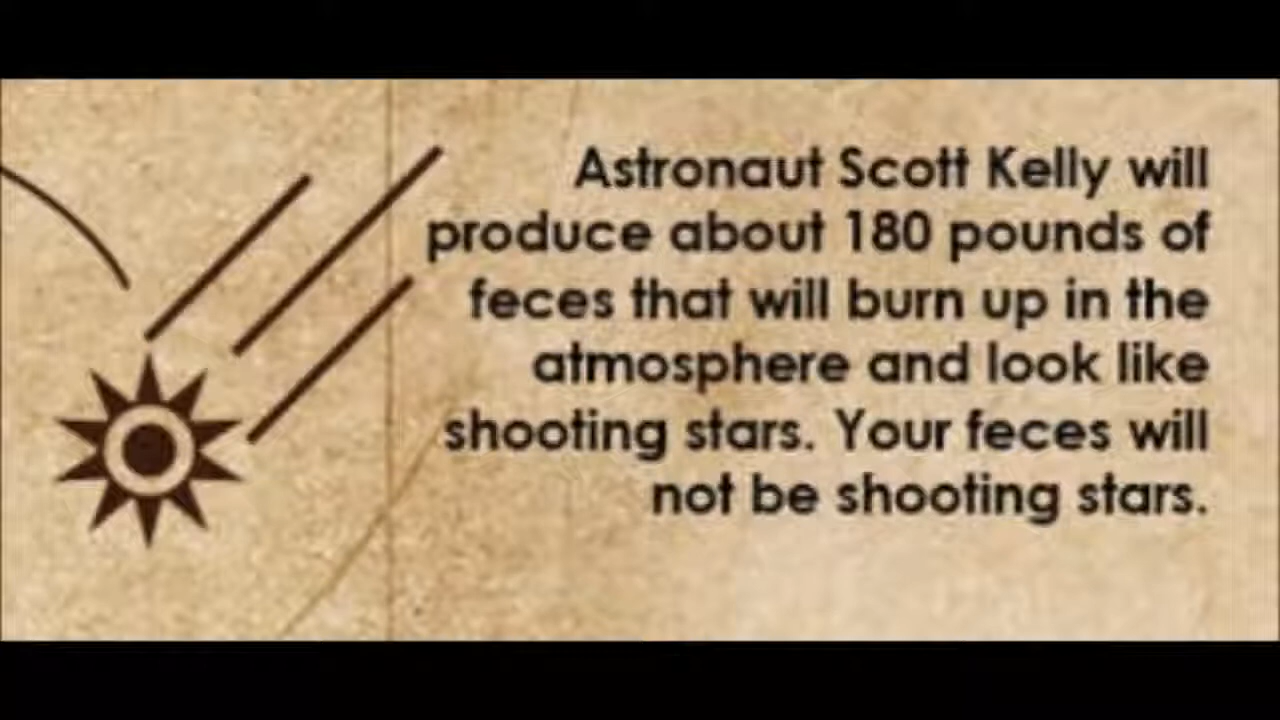 Astronaut Scott Kelly will
produce about 180 pounds of
feces that will burn up in the
atmosphere and look like
shooting stars. Your feces will
not be shooting stars.